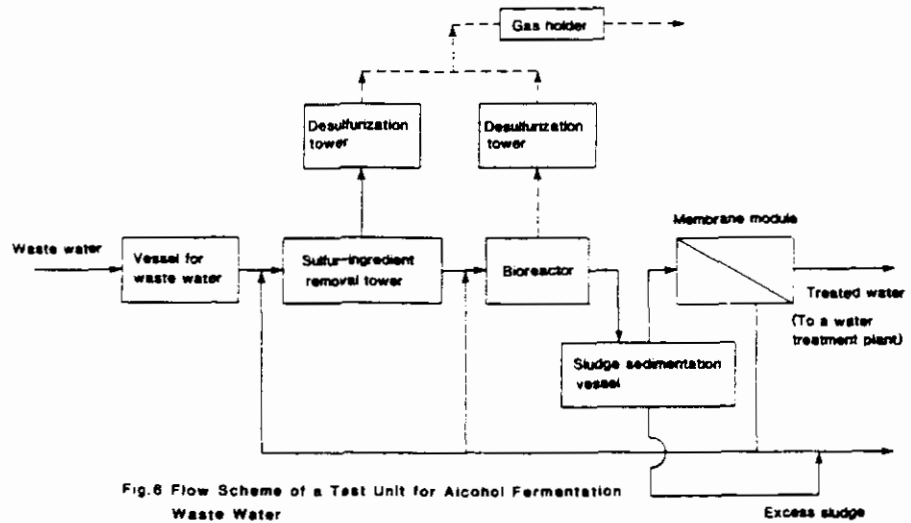 Gas holder
Desulfurization
tower
Desulfurization
tower
Membrane module
Waste water
Vessel for
waste water
Sulfur-ingredient
removal tower
Bioreactor
Treated water
(To a water
treatment plant)
Sludge sedimentation
vessel
Fig.6 Flow Scheme of a Test Unit for Alcohol Fermentation
Waste Water
Excess sludge